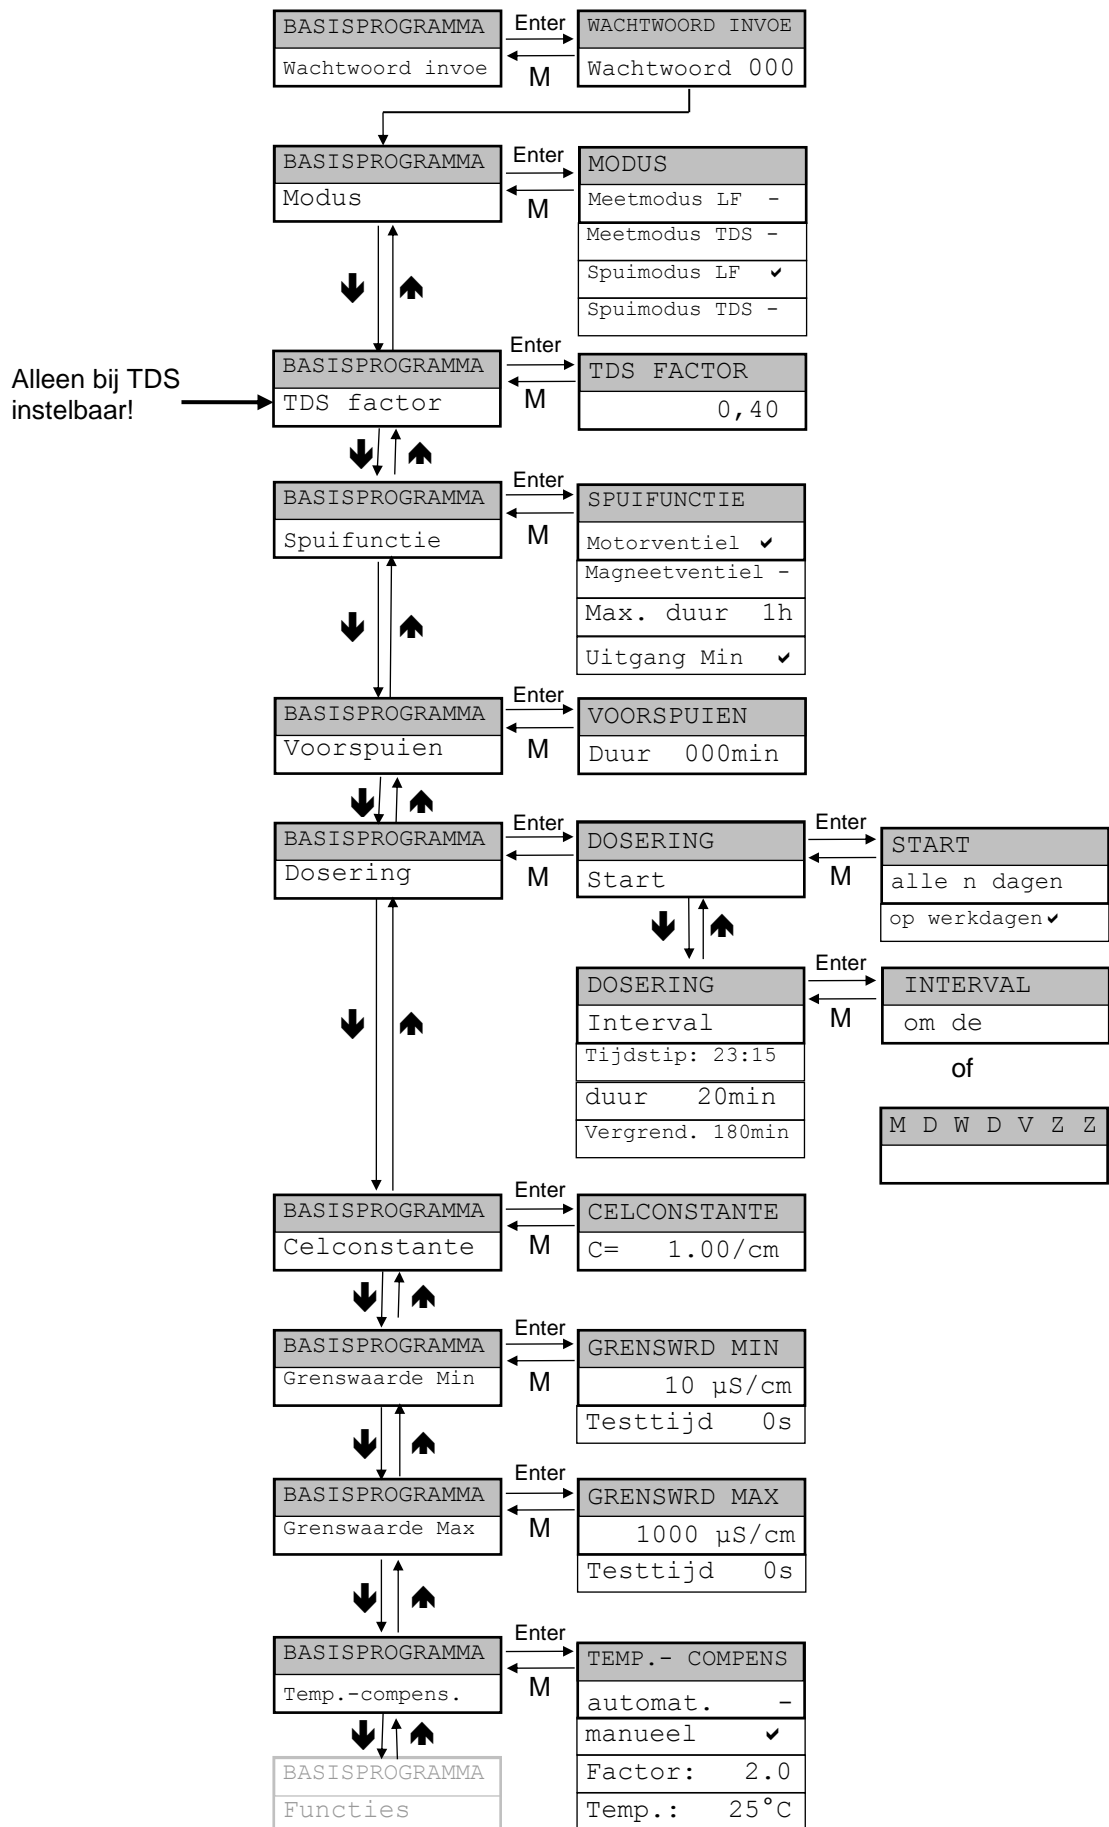 BASISPROGRAMMA
Wachtwoord invoe
Enter
M
WACHTWOORD INVOE
Wachtwoord 000
BASISPROGRAMMA
Modus
Enter
M
MODUS
Meetmodus LF -
Meetmodus TDS -
Spuimodus LF ✔
Spuimodus TDS -
Alleen bij TDS
instelbaar!
BASISPROGRAMMA
TDS factor
Enter
M
TDS FACTOR
0,40
BASISPROGRAMMA
Spuifunctie
Enter
M
SPUIFUNCTIE
Motorventiel ✔
Magneetventiel -
Max. duur 1h
Uitgang Min ✔
BASISPROGRAMMA
Voorspuien
Enter
M
VOORSPUIEN
Duur 000min
BASISPROGRAMMA
Dosering
Enter
M
DOSERING
Start
Enter
M
START
alle n dagen
op werkdagen ✔
DOSERING
Interval
Tijdstip: 23:15
duur 20min
Vergrend. 180min
Enter
M
INTERVAL
om de
of
M D W D V Z Z
BASISPROGRAMMA
Celconstante
Enter
M
CELCONSTANTE
C= 1.00/cm
BASISPROGRAMMA
Grenswaarde Min
Enter
M
GRENSWRD MIN
10 µS/cm
Testtijd 0s
BASISPROGRAMMA
Grenswaarde Max
Enter
M
GRENSWRD MAX
1000 µS/cm
Testtijd 0s
BASISPROGRAMMA
Temp.-compens.
Enter
M
TEMP.- COMPENS
automat. -
manueel ✔
Factor: 2.0
Temp.: 25°C
BASISPROGRAMMA
Functies